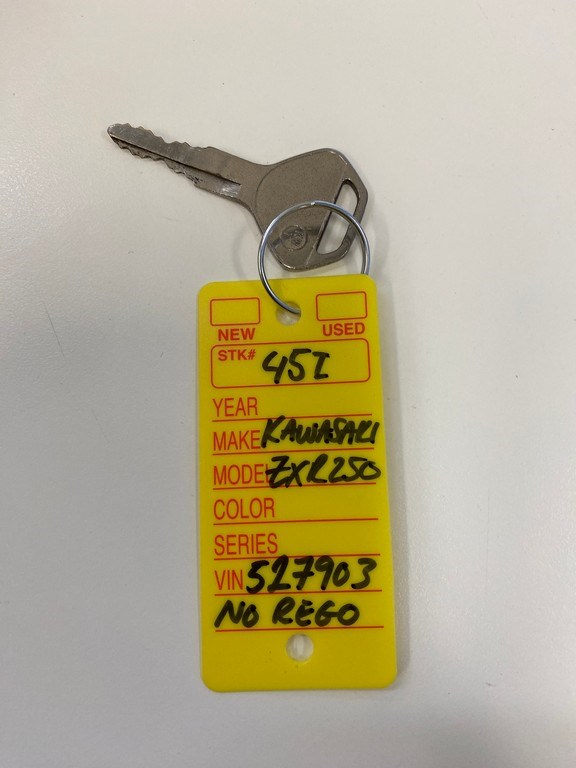 NEW USED
STK# 45I
YEAR
MAKE KAWASAKI
MODEL ZXR250
COLOR
SERIES
VIN 527903
NO REGO